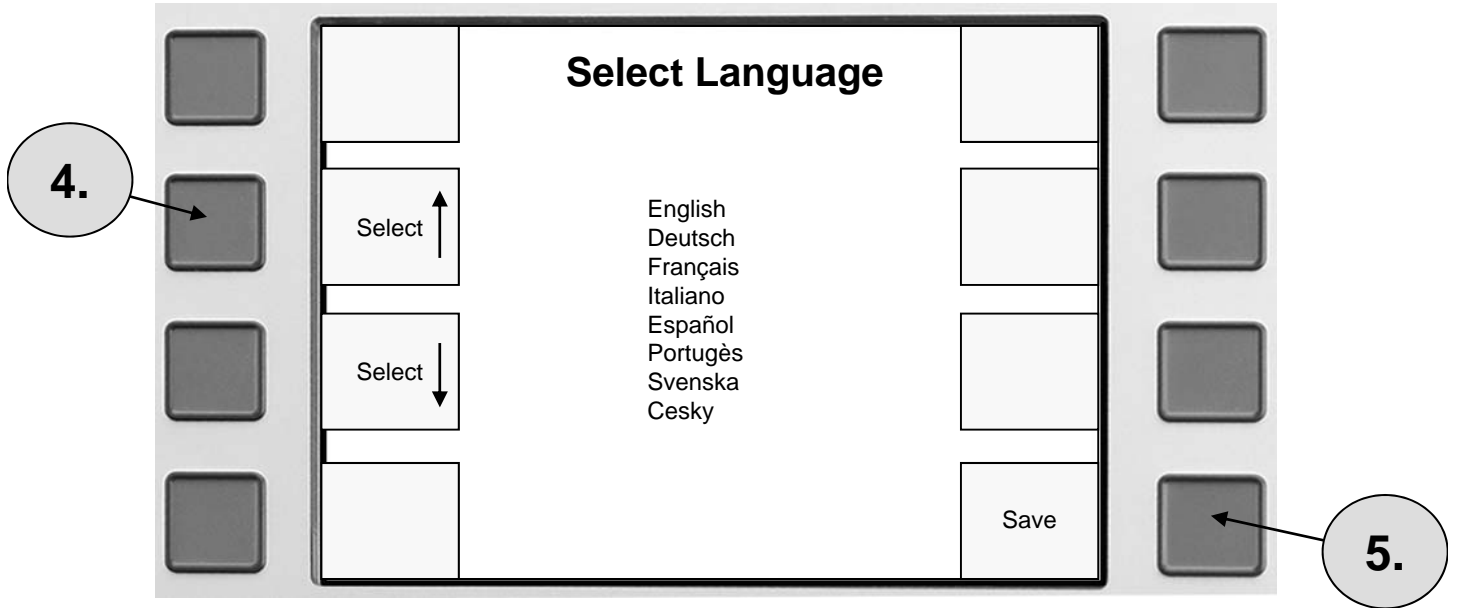 Select Language
4.
Select
English
Deutsch
Français
Italiano
Español
Portugès
Svenska
Cesky
Select
Save
5.